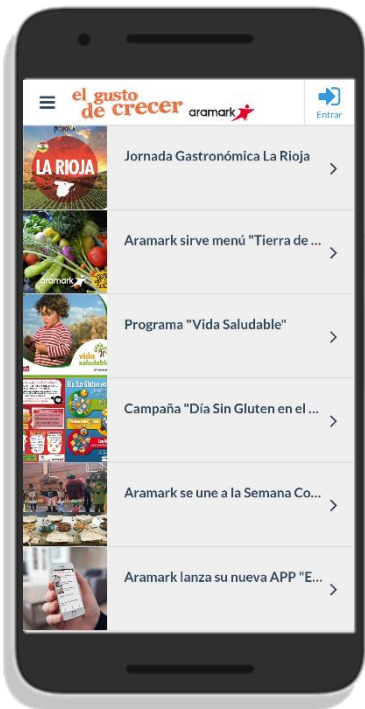 el gusto
de crecer aramark
Entrar
LA RIOJA
Jornada Gastronómica La Rioja
aramark
Aramark sirve menú "Tierra de ...
vida
saludable
Programa "Vida Saludable"
Día Sin Gluten en el
Campaña "Día Sin Gluten en el ...
Aramark se une a la Semana Co...
Aramark lanza su nueva APP "E...